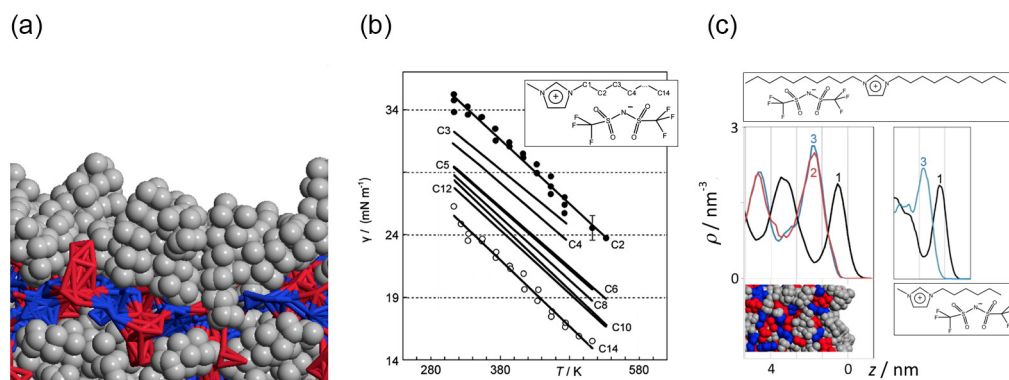 (a)
(b)
(c)
34
24
19
14
γ / (mN m⁻¹)
280
380
480
580
T / K
C3
C5
C12
C4
C2
C6
C8
C10
C14
C1
C3
C2
C4
C14
N
N
+
O
O
O
O
S
N
−
S
F
F
F
F
F
F
N
N
+
O
O
O
O
S
N
−
S
F
F
F
F
F
F
3
ρ / nm⁻³
0
3
2
1
3
1
4
2
0
z / nm
N
N
+
O
O
O
O
S
N
−
S
F
F
F
F
F
F